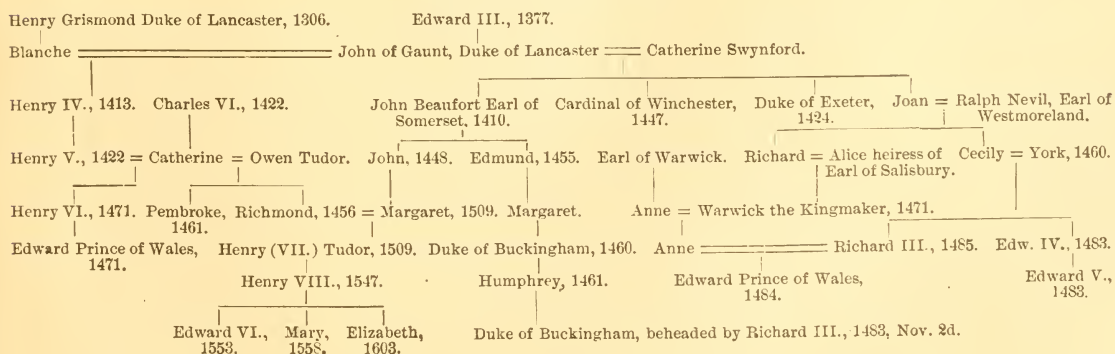 Henry Grismond Duke of Lancaster, 1306. Edward III., 1377.
Blanche John of Gaunt, Duke of Lancaster Catherine Swynford.
Henry IV., 1413. Charles VI., 1422. John Beaufort Earl of Cardinal of Winchester, Duke of Exeter, Joan = Ralph Nevil, Earl of
Somerset, 1410. 1447. 1424. Westmoreland.
Henry V., 1422 = Catherine = Owen Tudor. John, 1448. Edmund, 1455. Earl of Warwick. Richard = Alice heiress of Cecily = York, 1460.
Earl of Salisbury.
Henry VI., 1471. Pembroke, Richmond, 1456 = Margaret, 1509. Margaret. Anne = Warwick the Kingmaker, 1471.
1461.
Edward Prince of Wales, Henry (VII.) Tudor, 1509. Duke of Buckingham, 1460. Anne Richard III., 1485. Edw. IV., 1483.
1471.
Henry VIII., 1547. Humphrey, 1461. Edward Prince of Wales, Edward V.,
1484. 1483.
Edward VI., Mary, Elizabeth, Duke of Buckingham, beheaded by Richard III., 1483, Nov. 2d.
1553. 1558. 1603.